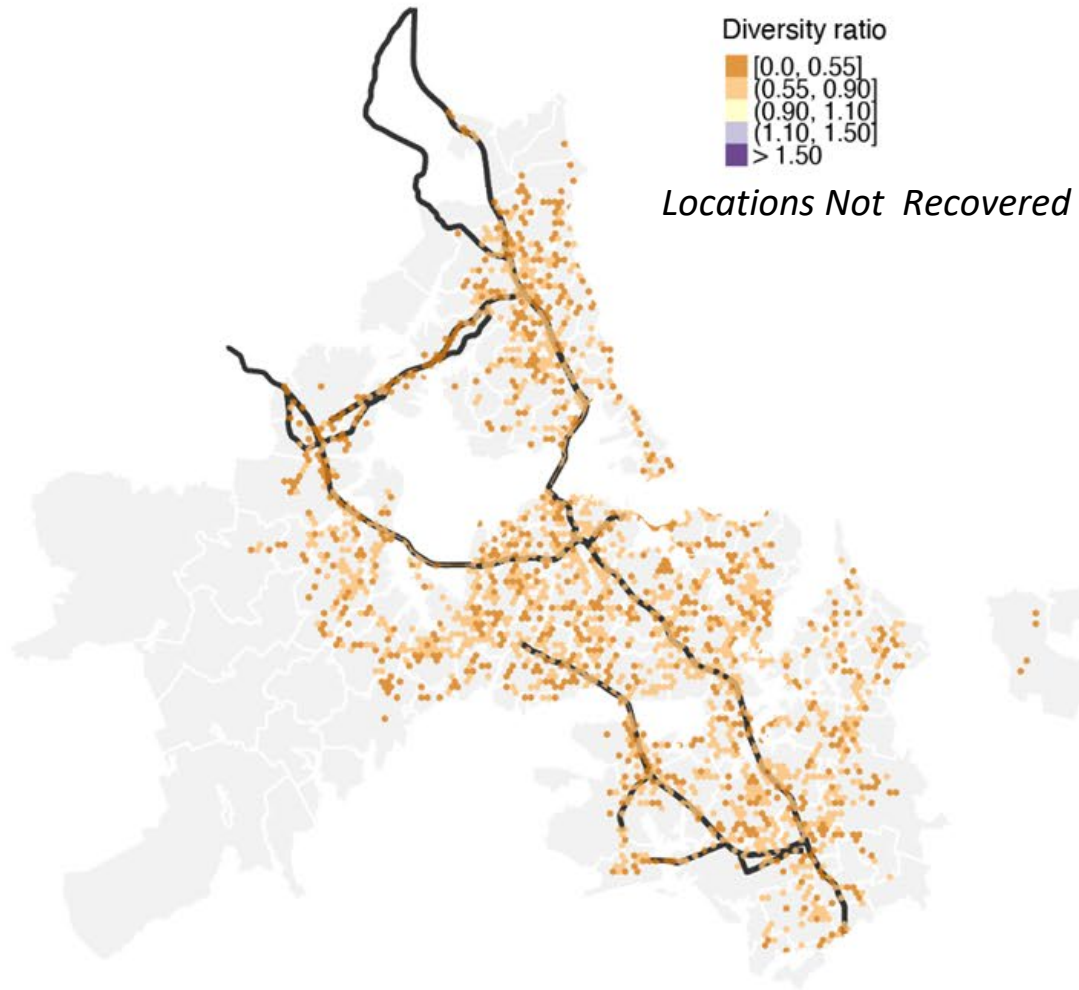 Diversity ratio
[0.0, 0.55]
(0.55, 0.90]
(0.90, 1.10]
(1.10, 1.50]
> 1.50
Locations Not Recovered